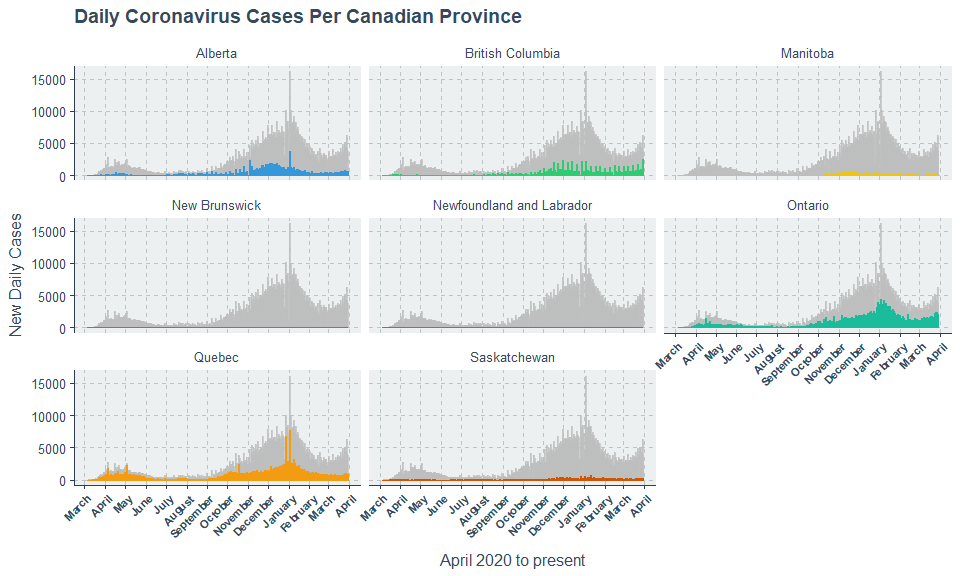 Daily Coronavirus Cases Per Canadian Province
Alberta
British Columbia
Manitoba
15000
10000
5000
0
New Brunswick
Newfoundland and Labrador
Ontario
15000
10000
5000
0
New Daily Cases
March
April
May
June
July
August
September
October
November
December
January
February
March
April
Quebec
Saskatchewan
15000
10000
5000
0
March
April
May
June
July
August
September
October
November
December
January
February
March
April
March
April
May
June
July
August
September
October
November
December
January
February
March
April
April 2020 to present